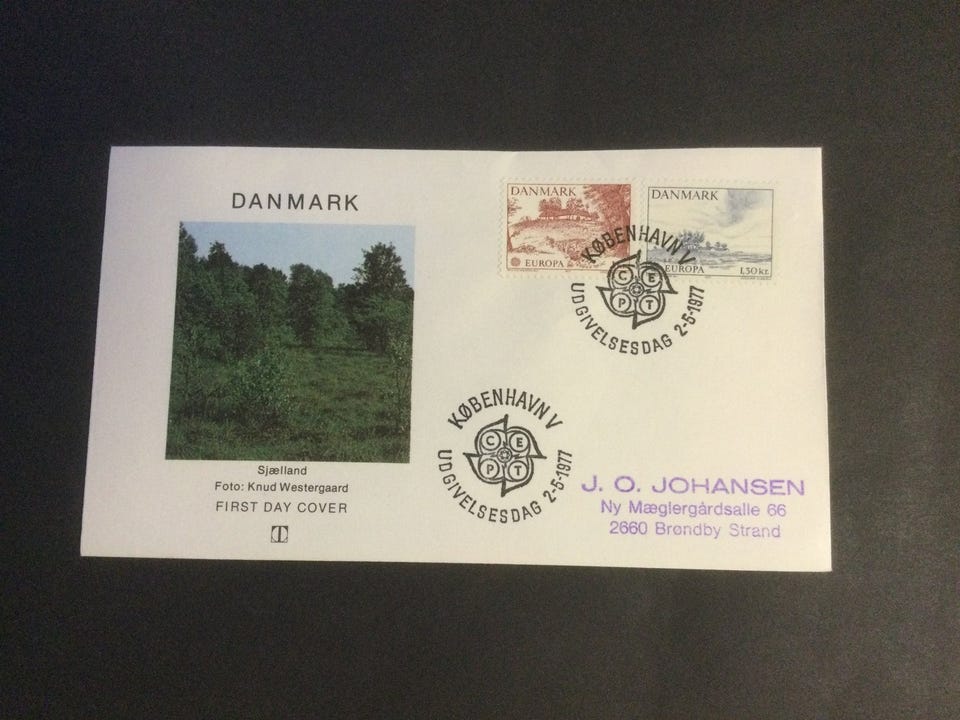 DANMARK
Sjælland
Foto: Knud Westergaard
FIRST DAY COVER
DANMARK
EUROPA
DANMARK
EUROPA
1.30 kr.
KØBENHAVN V
C E P T
UDGIVELSESDAG 2-5-1977
KØBENHAVN V
C E P T
UDGIVELSESDAG 2-5-1977
J. O. JOHANSEN
Ny Mæglergårdsalle 66
2660 Brøndby Strand